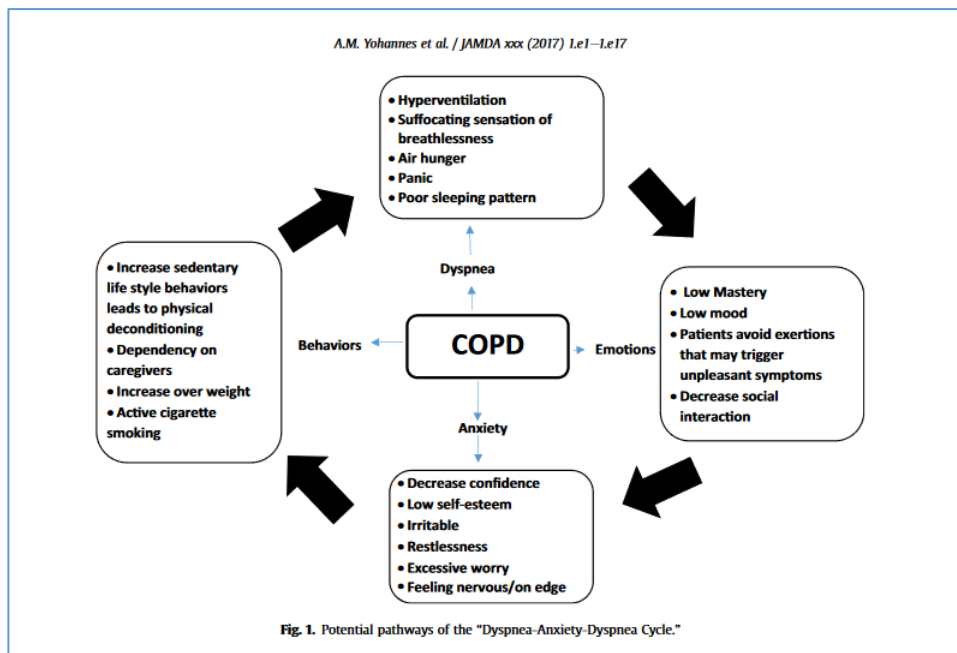 A.M. Yohannes et al. / JAMDA xxx (2017) 1.e1–1.e17
• Hyperventilation
• Suffocating sensation of
breathlessness
• Air hunger
• Panic
• Poor sleeping pattern
Dyspnea
• Increase sedentary
life style behaviors
leads to physical
deconditioning
• Dependency on
caregivers
• Increase over weight
• Active cigarette
smoking
Behaviors
COPD
Emotions
• Low Mastery
• Low mood
• Patients avoid exertions
that may trigger
unpleasant symptoms
• Decrease social
interaction
Anxiety
• Decrease confidence
• Low self-esteem
• Irritable
• Restlessness
• Excessive worry
• Feeling nervous/on edge
Fig. 1. Potential pathways of the “Dyspnea-Anxiety-Dyspnea Cycle.”